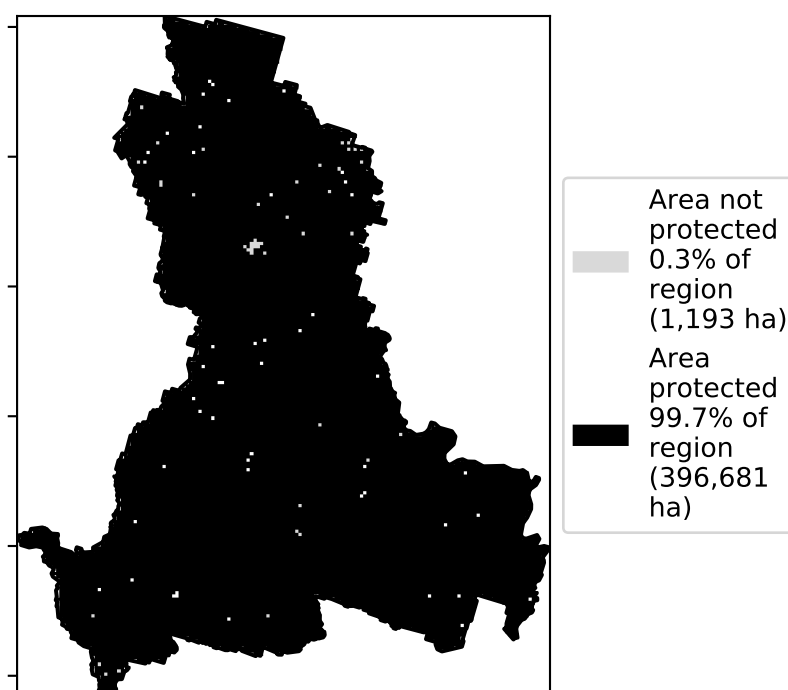 Area not
protected
0.3% of
region
(1,193 ha)
Area
protected
99.7% of
region
(396,681
ha)